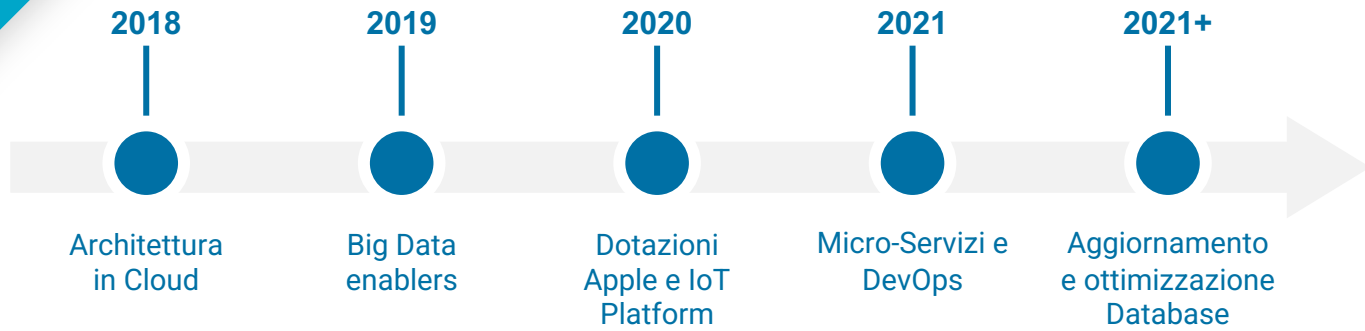 2018
2019
2020
2021
2021+
Architettura
in Cloud
Big Data
enablers
Dotazioni
Apple e IoT
Platform
Micro-Servizi e
DevOps
Aggiornamento
e ottimizzazione
Database